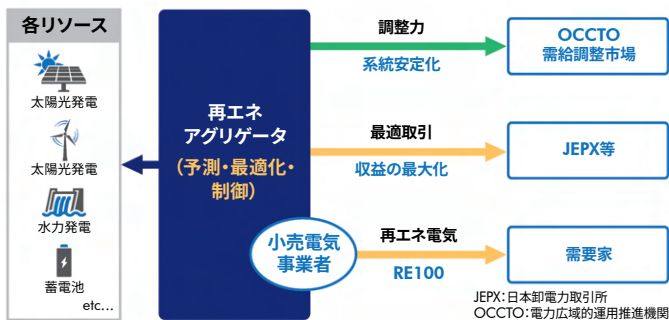 各リソース
太陽光発電
太陽光発電
水力発電
蓄電池
etc…
再エネ
アグリゲータ
(予測・最適化・
制御)
小売電気
事業者
調整力
系統安定化
OCCTO
需給調整市場
最適取引
収益の最大化
JEPX等
再エネ電気
RE100
需要家
JEPX:日本卸電力取引所
OCCTO:電力広域的運用推進機関